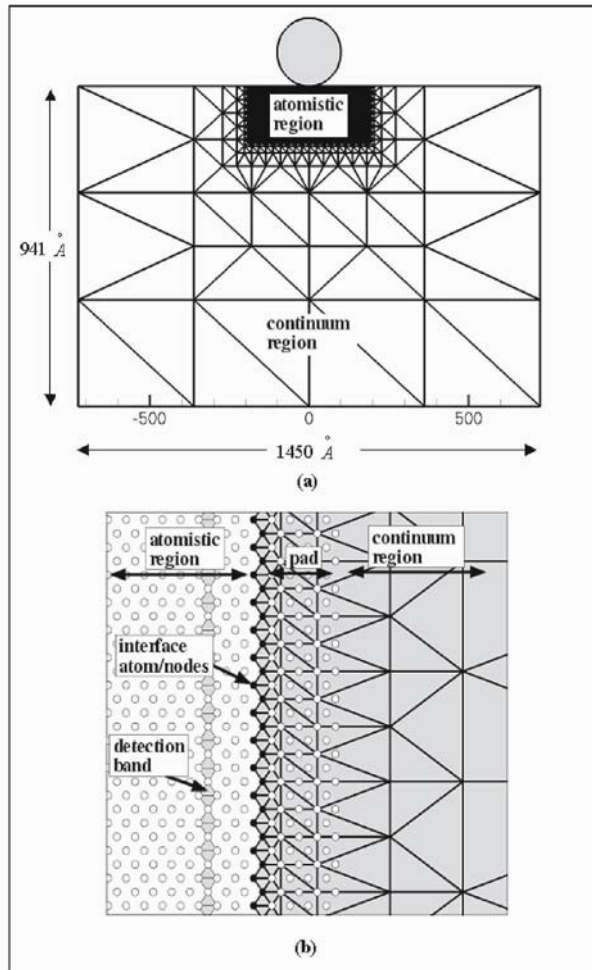 atomistic
region
941 Å
continuum
region
-500 0 500
1450 Å
(a)
atomistic
region
pad
continuum
region
interface
atom/nodes
detection
band
(b)